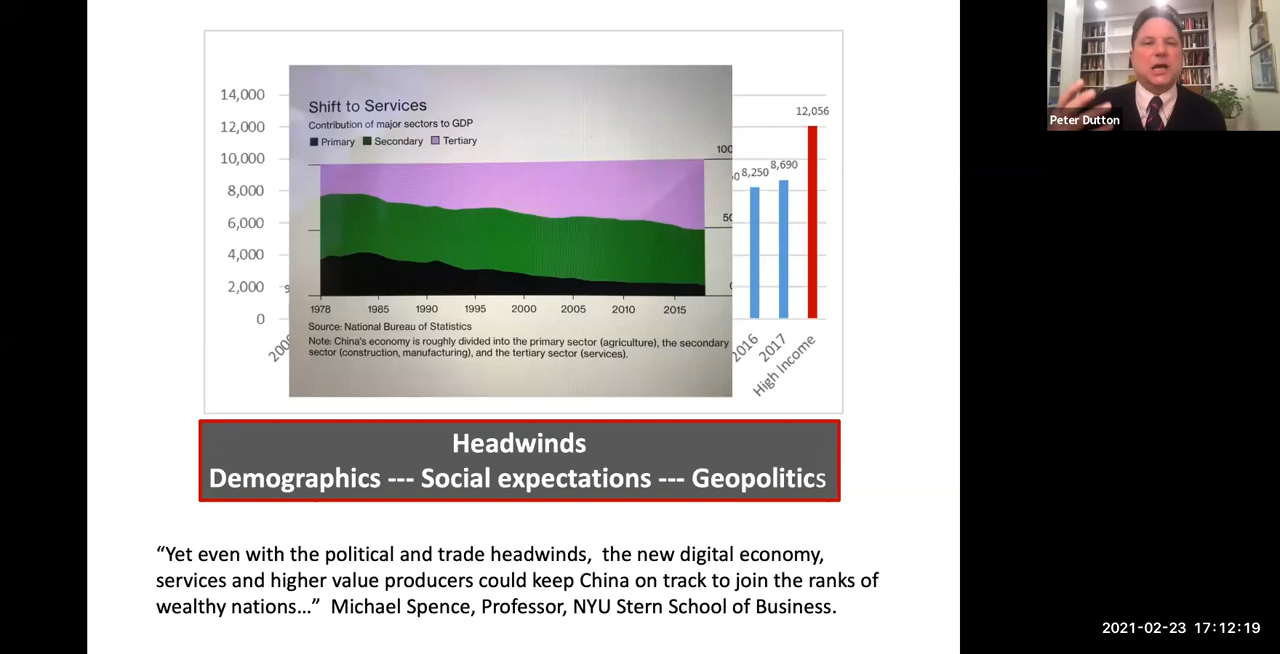 14,000
12,000
10,000
8,000
6,000
4,000
2,000
0
Shift to Services
Contribution of major sectors to GDP
Primary Secondary Tertiary
100
50
0
1978 1985 1990 1995 2000 2005 2010 2015
Source: National Bureau of Statistics
Note: China's economy is roughly divided into the primary sector (agriculture), the secondary
sector (construction, manufacturing), and the tertiary sector (services).
8,250
8,690
12,056
2016
2017
High Income
Headwinds
Demographics --- Social expectations --- Geopolitics
“Yet even with the political and trade headwinds, the new digital economy,
services and higher value producers could keep China on track to join the ranks of
wealthy nations…” Michael Spence, Professor, NYU Stern School of Business.
Peter Dutton
2021-02-23 17:12:19